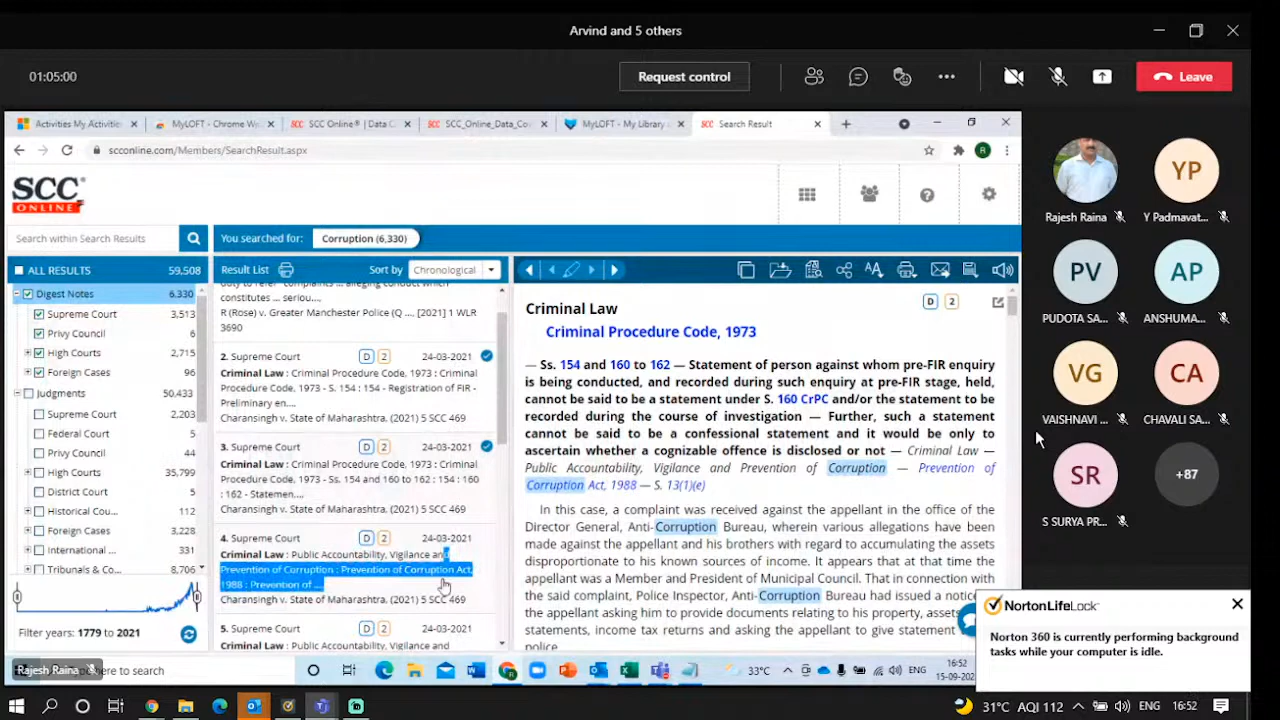 Arvind and 5 others
01:05:00
Request control
Leave
Activities My Activitie
MyLOFT - Chrome We
SCC Online® | Data C
SCC_Online_Data_Co
MyLOFT - My Library
Search Result
scconline.com/Members/SearchResult.aspx
SCC
ONLINE
Search within Search Results
You searched for:
Corruption (6,330)
ALL RESULTS 59,508
Digest Notes 6,330
Supreme Court 3,513
Privy Council 6
High Courts 2,715
Foreign Cases 96
Judgments 50,433
Supreme Court 2,203
Federal Court 5
Privy Council 44
High Courts 35,799
District Court 5
Historical Cou... 112
Foreign Cases 3,228
International ... 331
Tribunals & Co... 8,706
Filter years: 1779 to 2021
Result List
Sort by
Chronological
duty to refer complaints ... alleging conduct which
constitutes ... seriou...,
R (Rose) v. Greater Manchester Police (Q ..., [2021] 1 WLR
3690
2. Supreme Court D 2 24-03-2021
Criminal Law : Criminal Procedure Code, 1973 : Criminal
Procedure Code, 1973 - S. 154 : 154 - Registration of FIR -
Preliminary en...,
Charansingh v. State of Maharashtra, (2021) 5 SCC 469
3. Supreme Court D 2 24-03-2021
Criminal Law : Criminal Procedure Code, 1973 : Criminal
Procedure Code, 1973 - Ss. 154 and 160 to 162 : 154 : 160
: 162 - Statemen...,
Charansingh v. State of Maharashtra, (2021) 5 SCC 469
4. Supreme Court D 2 24-03-2021
Criminal Law : Public Accountability, Vigilance and
Prevention of Corruption : Prevention of Corruption Act,
1988 : Prevention of ...,
Charansingh v. State of Maharashtra, (2021) 5 SCC 469
5. Supreme Court D 2 24-03-2021
Criminal Law : Public Accountability, Vigilance and
D 2
Criminal Law
Criminal Procedure Code, 1973
— Ss. 154 and 160 to 162 — Statement of person against whom pre-FIR enquiry
is being conducted, and recorded during such enquiry at pre-FIR stage, held,
cannot be said to be a statement under S. 160 CrPC and/or the statement to be
recorded during the course of investigation — Further, such a statement
cannot be said to be a confessional statement and it would be only to
ascertain whether a cognizable offence is disclosed or not — Criminal Law —
Public Accountability, Vigilance and Prevention of Corruption — Prevention of
Corruption Act, 1988 — S. 13(1)(e)
In this case, a complaint was received against the appellant in the office of the
Director General, Anti-Corruption Bureau, wherein various allegations have been
made against the appellant and his brothers with regard to accumulating the assets
disproportionate to his known sources of income. It appears that at that time the
appellant was a Member and President of Municipal Council. That in connection with
the said complaint, Police Inspector, Anti-Corruption Bureau had issued a notic
the appellant asking him to provide documents relating to his property, assets
statements, income tax returns and asking the appellant to give statement
police
Rajesh Raina
YP
Y Padmavat...
PV
PUDOTA SA...
AP
ANSHUMA...
VG
VAISHNAVI ...
CA
CHAVALI SA...
SR
S SURYA PR...
+87
NortonLifeLock
Norton 360 is currently performing background
tasks while your computer is idle.
Rajesh Raina
here to search
33°C
ENG
16:52
15-09-202
31°C AQI 112
ENG
16:52